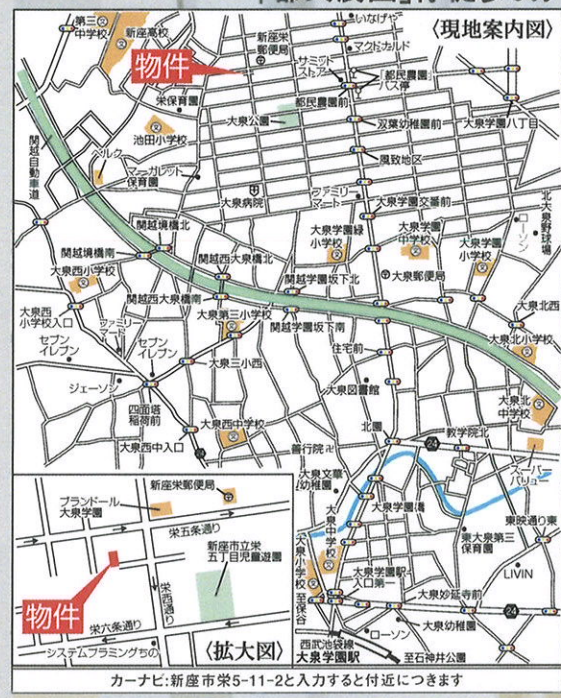 〈現地案内図〉
いなげや
第三中学校
新座高校
新座栄郵便局
マクドナルド
物件
サミットストア
「都民農園」バス停
都民農園前
栄保育園
大泉公園
双葉幼稚園前
大泉学園八丁目
池田小学校
関越自動車道
ベルク
マーガレット保育園
風致地区
大泉病院
ファミリーマート
大泉学園交番前
北大泉野球場
ローソン
大泉学園緑小学校
大泉学園中学校
大泉学園小学校
関越境橋北
関越境橋南
関越西大泉橋北
大泉西小学校
関越学園坂下北
大泉郵便局
関越西大泉橋南
大泉北西
大泉西小学校入口
ファミリーマート
大泉第三小学校
関越学園坂下南
大泉北小学校
セブンイレブン
セブンイレブン
住宅前
大泉三小西
ジェーソン
大泉図書館
大泉北中学校
四面塔稲荷前
大泉西中学校
北園
24
教学院北
大泉西中入口
善行院卍
スーパーバリュー
大泉文華幼稚園
大泉学園橋
大泉中学校
東映通り東
東大泉第三保育園
大泉小学校
大泉学園駅入口第一
LIVIN
至保谷
大泉妙延寺前
24
ローソン
大泉幼稚園
西武池袋線
大泉学園駅
至石神井公園
新座栄郵便局
ブランドール大泉学園
栄五条通り
新座市立栄五丁目児童遊園
物件
栄西通り
栄六条通り
システムフラミングちの
〈拡大図〉
カーナビ:新座市栄5-11-2と入力すると付近につきます